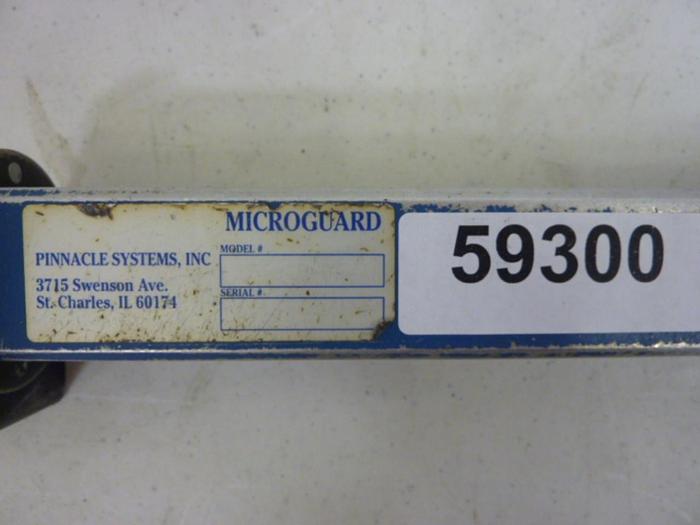 MICROGUARD
PINNACLE SYSTEMS, INC
3715 Swenson Ave.
St. Charles, IL 60174
MODEL #
SERIAL #
59300